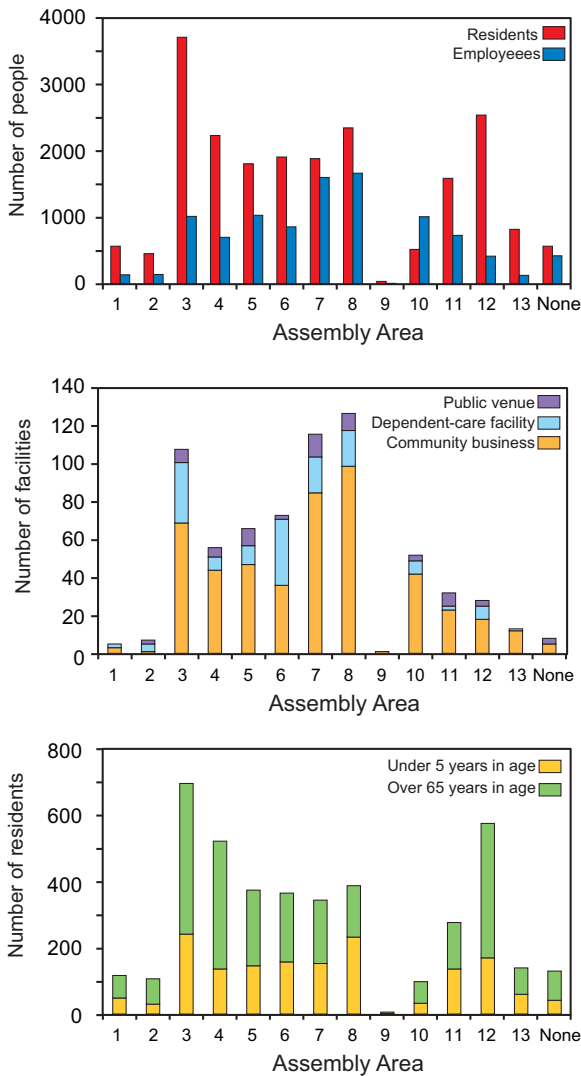 4000
3000
2000
1000
0
Number of people
Residents
Employeees
1 2 3 4 5 6 7 8 9 10 11 12 13 None
Assembly Area
140
120
100
80
60
40
20
0
Number of facilities
Public venue
Dependent-care facility
Community business
1 2 3 4 5 6 7 8 9 10 11 12 13 None
Assembly Area
800
600
400
200
0
Number of residents
Under 5 years in age
Over 65 years in age
1 2 3 4 5 6 7 8 9 10 11 12 13 None
Assembly Area